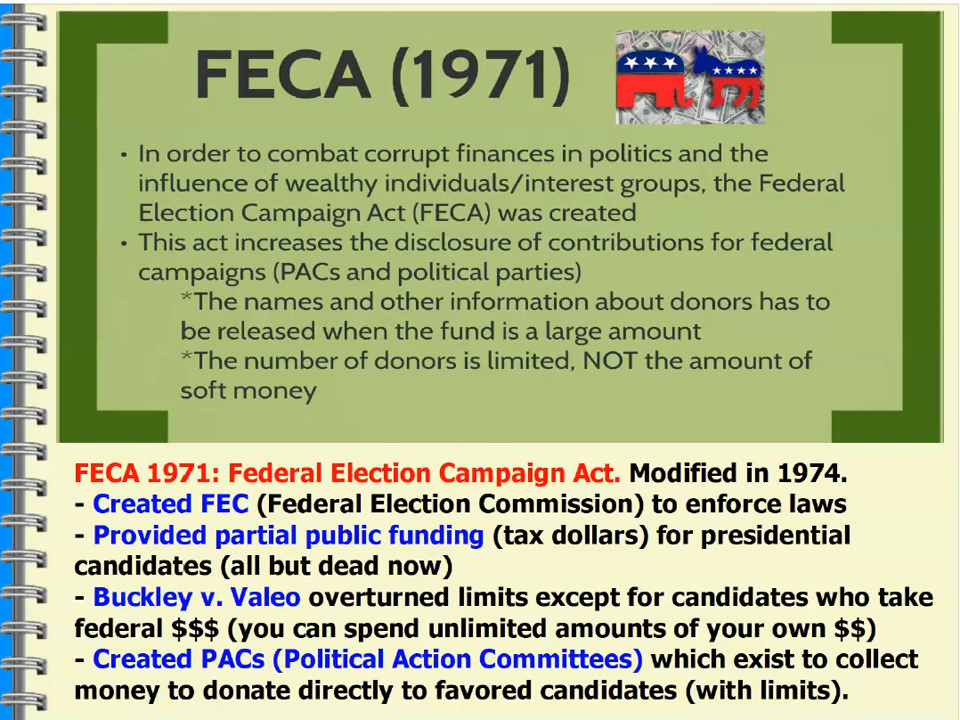 FECA (1971)
• In order to combat corrupt finances in politics and the
influence of wealthy individuals/interest groups, the Federal
Election Campaign Act (FECA) was created
• This act increases the disclosure of contributions for federal
campaigns (PACs and political parties)
*The names and other information about donors has to
be released when the fund is a large amount
*The number of donors is limited, NOT the amount of
soft money
FECA 1971: Federal Election Campaign Act. Modified in 1974.
- Created FEC (Federal Election Commission) to enforce laws
- Provided partial public funding (tax dollars) for presidential
candidates (all but dead now)
- Buckley v. Valeo overturned limits except for candidates who take
federal $$$ (you can spend unlimited amounts of your own $$)
- Created PACs (Political Action Committees) which exist to collect
money to donate directly to favored candidates (with limits).